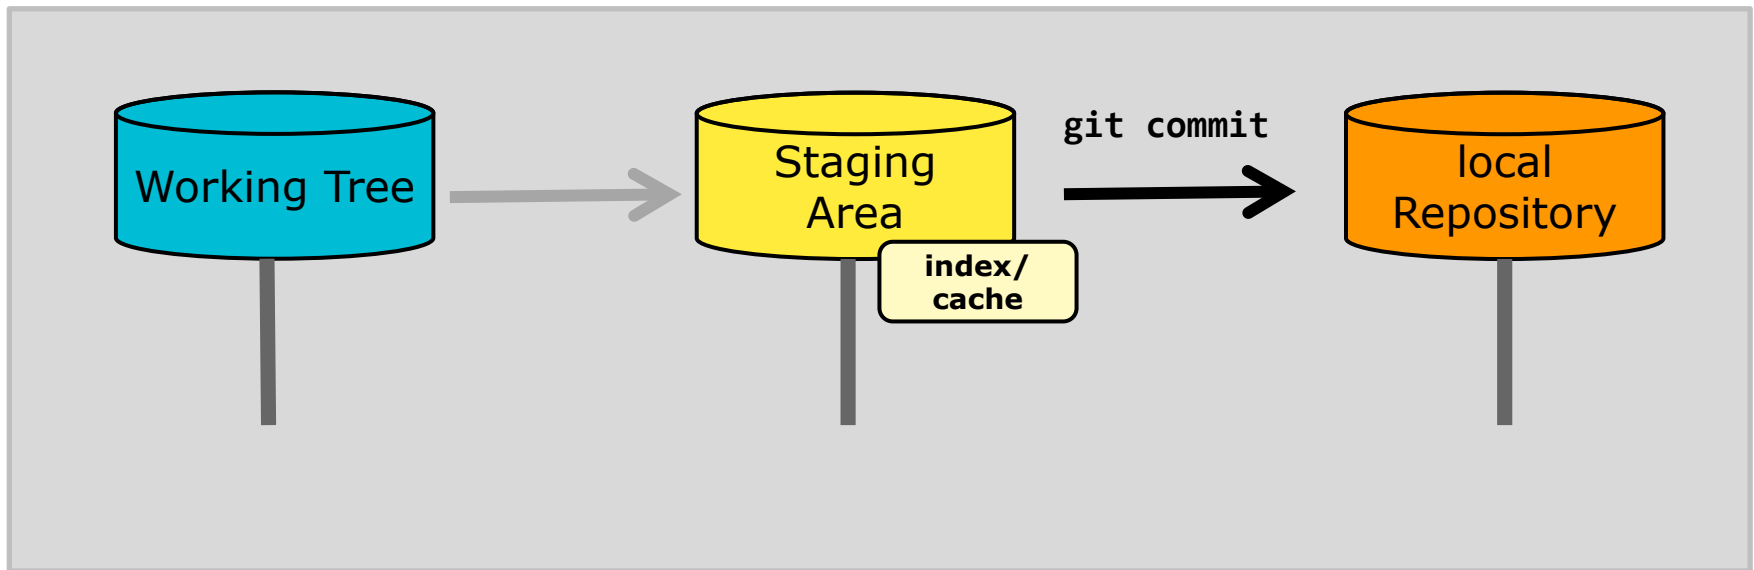 Working Tree
Staging
Area
index/
cache
git commit
local
Repository